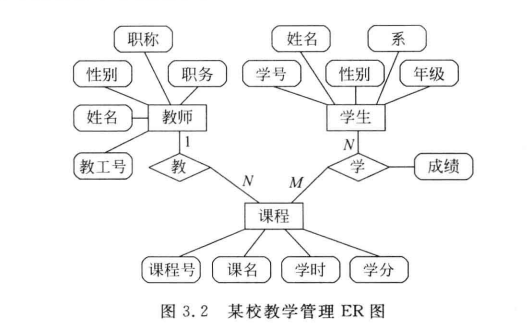 职称
姓名
系
性别
职务
学号
性别
年级
姓名
教师
学生
1
N
教工号
教
学
成绩
N
M
课程
课程号
课名
学时
学分
图 3.2 某校教学管理 ER 图